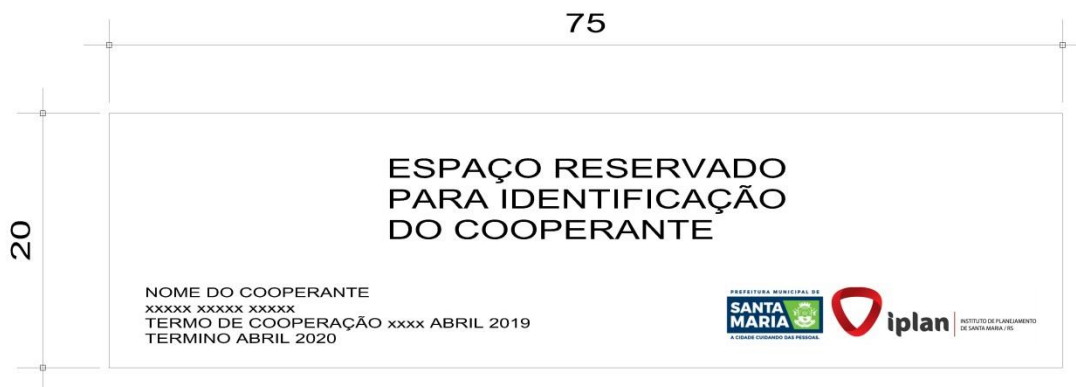 75
20
ESPAÇO RESERVADO
PARA IDENTIFICAÇÃO
DO COOPERANTE
NOME DO COOPERANTE
xxxxx xxxxx xxxxx
TERMO DE COOPERAÇÃO xxxx ABRIL 2019
TERMINO ABRIL 2020
PREFEITURA MUNICIPAL DE
SANTA
MARIA
A CIDADE CUIDANDO DAS PESSOAS.
iplan
INSTITUTO DE PLANEJAMENTO
DE SANTA MARIA / RS